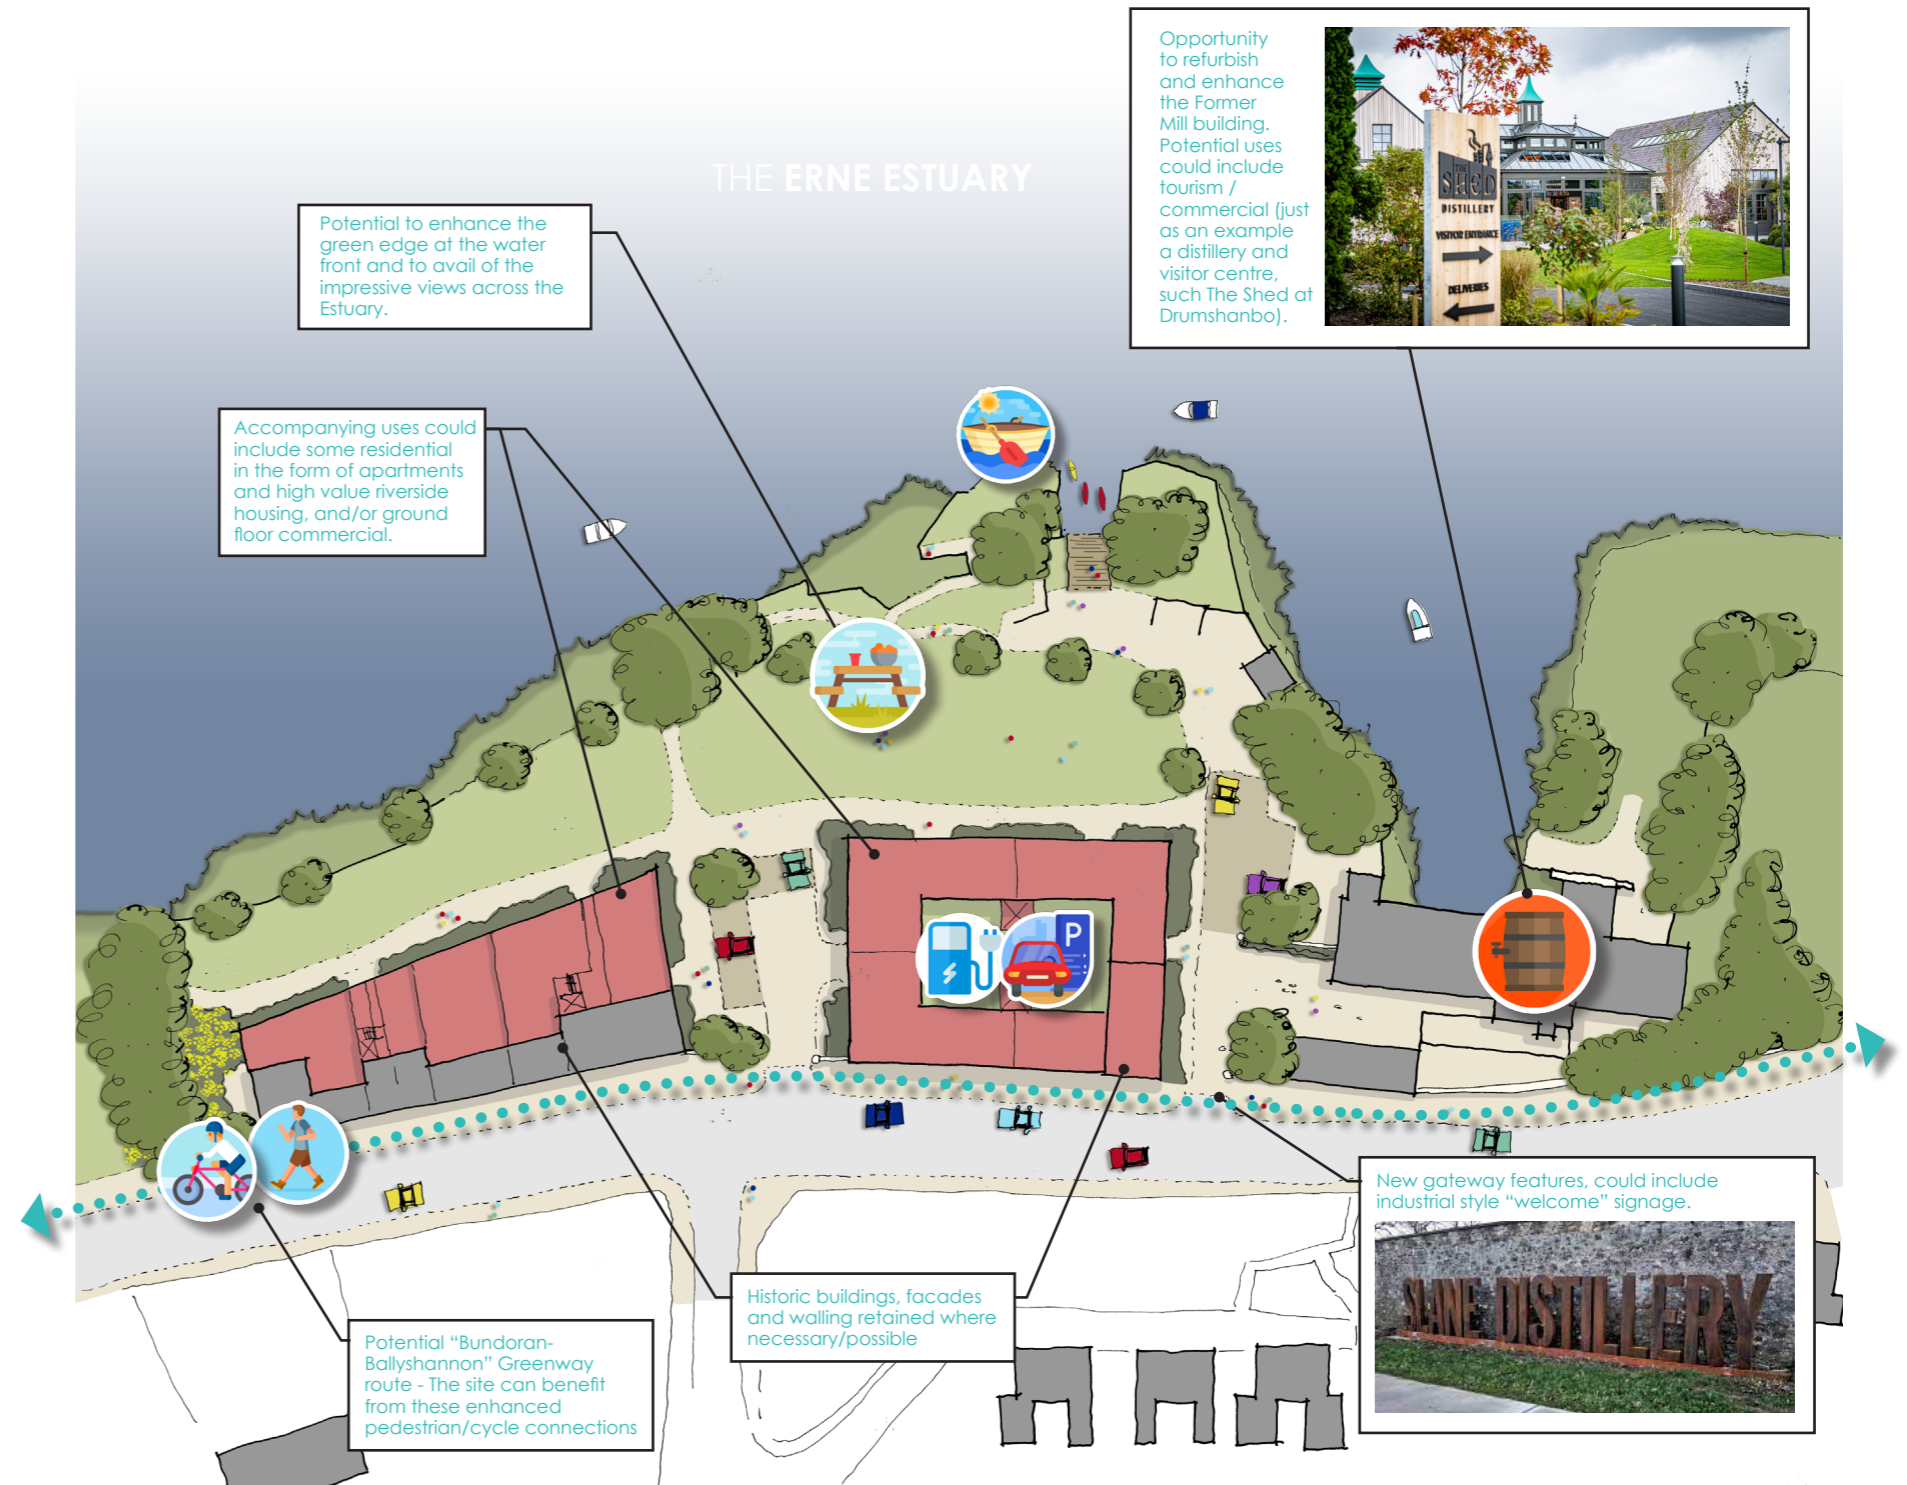 Opportunity
to refurbish
and enhance
the Former
Mill building.
Potential uses
could include
tourism /
commercial (just
as an example
a distillery and
visitor centre,
such The Shed at
Drumshanbo).
THE
SHED
DISTILLERY
VISITOR ENTRANCE
DELIVERIES
THE ERNE ESTUARY
Potential to enhance the
green edge at the water
front and to avail of the
impressive views across the
Estuary.
Accompanying uses could
include some residential
in the form of apartments
and high value riverside
housing, and/or ground
floor commercial.
P
New gateway features, could include
industrial style “welcome” signage.
SLANE DISTILLERY
Historic buildings, facades
and walling retained where
necessary/possible
Potential “Bundoran-
Ballyshannon” Greenway
route - The site can benefit
from these enhanced
pedestrian/cycle connections